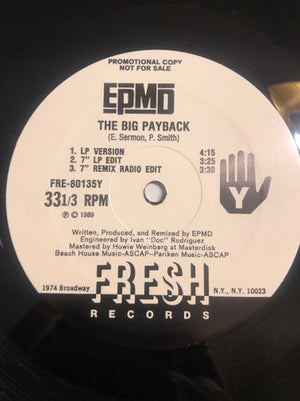 PROMOTIONAL COPY
NOT FOR SALE
EPMD
THE BIG PAYBACK
(E. Sermon, P. Smith)
1. LP VERSION 4:15
2. 7" LP EDIT 3:25
3. 7" REMIX RADIO EDIT 3:30
FRE-80135Y
33 1/3 RPM
Ⓟ © 1989
Y
Written, Produced, and Remixed by EPMD
Engineered by Ivan "Doc" Rodriguez
Mastered by Howie Weinberg at Masterdisk
Beach House Music-ASCAP-Pariken Music-ASCAP
FRESH
RECORDS
1974 Broadway N.Y., N.Y. 10023